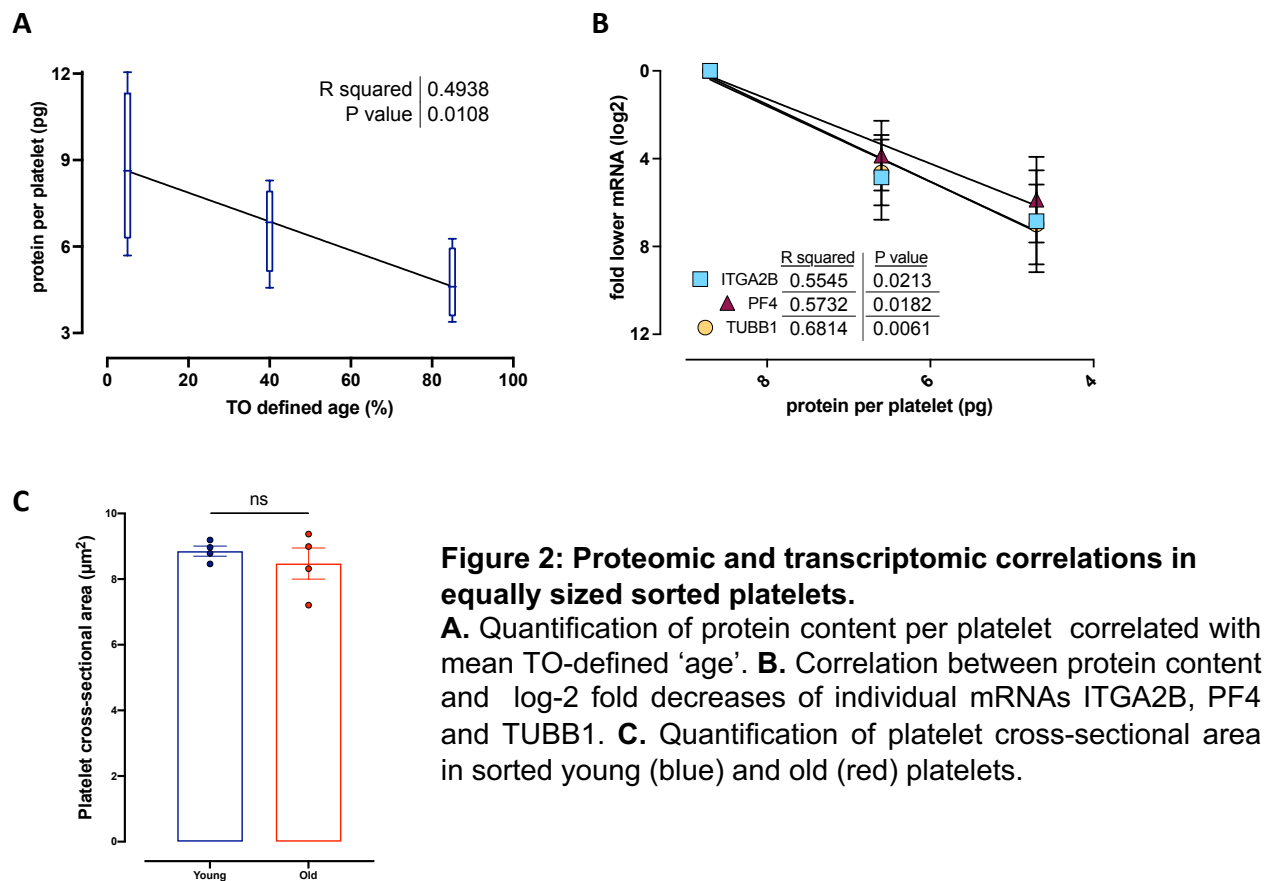 A
protein per platelet (pg)
12
9
6
3
R squared 0.4938
P value 0.0108
0 20 40 60 80 100
TO defined age (%)
B
fold lower mRNA (log2)
0
4
8
12
R squared P value
ITGA2B 0.5545 0.0213
PF4 0.5732 0.0182
TUBB1 0.6814 0.0061
8 6 4
protein per platelet (pg)
C
Platelet cross-sectional area (µm²)
ns
10
8
6
4
2
0
Young Old
Figure 2: Proteomic and transcriptomic correlations in
equally sized sorted platelets.
A. Quantification of protein content per platelet correlated with
mean TO-defined ‘age’. B. Correlation between protein content
and log-2 fold decreases of individual mRNAs ITGA2B, PF4
and TUBB1. C. Quantification of platelet cross-sectional area
in sorted young (blue) and old (red) platelets.